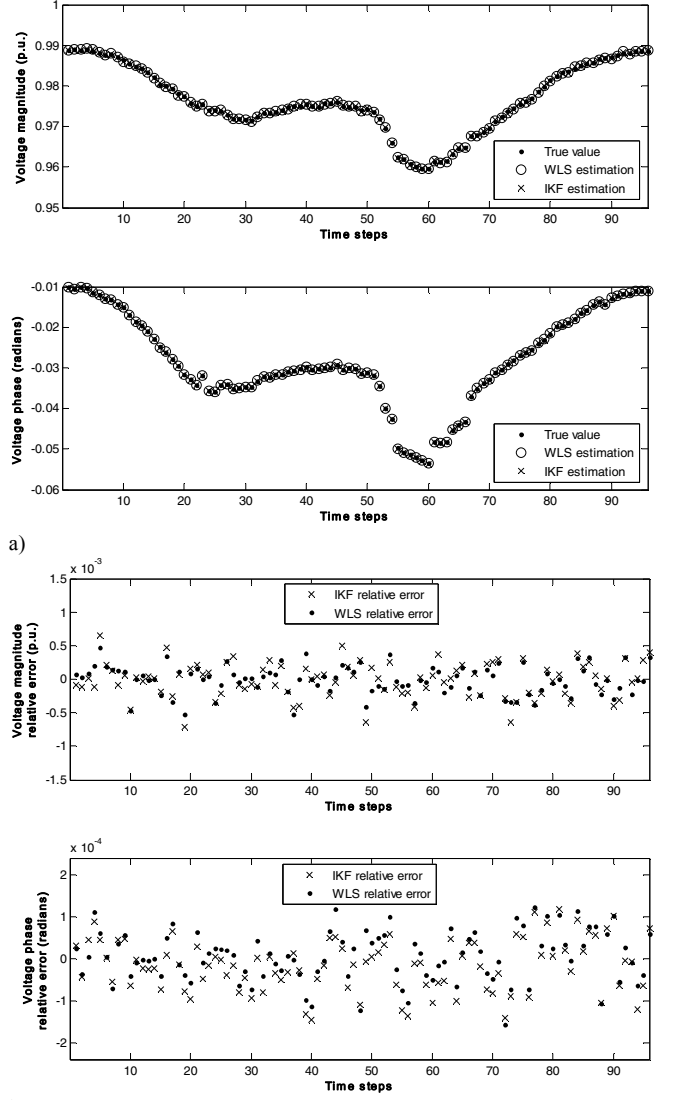 1
0.99
0.98
0.97
0.96
0.95
Voltage magnitude (p.u.)
True value
WLS estimation
IKF estimation
10 20 30 40 50 60 70 80 90
Time steps
-0.01
-0.02
-0.03
-0.04
-0.05
-0.06
Voltage phase (radians)
True value
WLS estimation
IKF estimation
10 20 30 40 50 60 70 80 90
Time steps
a)
x 10⁻³
1.5
1
0.5
0
-0.5
-1
-1.5
Voltage magnitude
relative error (p.u.)
IKF relative error
WLS relative error
10 20 30 40 50 60 70 80 90
Time steps
x 10⁻⁴
2
1
0
-1
-2
Voltage phase
relative error (radians)
IKF relative error
WLS relative error
10 20 30 40 50 60 70 80 90
Time steps